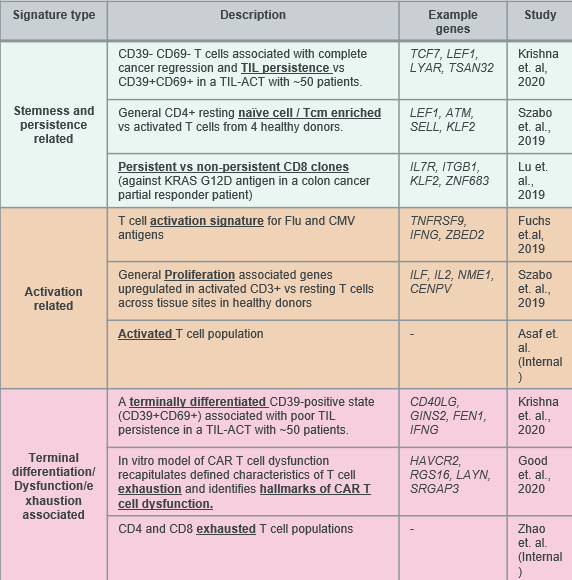 Signature type
Description
Example
genes
Study
Stemness and
persistence
related
CD39- CD69- T cells associated with complete
cancer regression and TIL persistence vs
CD39+CD69+ in a TIL-ACT with ~50 patients.
TCF7, LEF1,
LYAR, TSAN32
Krishna
et. al,
2020
General CD4+ resting naïve cell / Tcm enriched
vs activated T cells from 4 healthy donors.
LEF1, ATM,
SELL, KLF2
Szabo
et. al.,
2019
Persistent vs non-persistent CD8 clones
(against KRAS G12D antigen in a colon cancer
partial responder patient)
IL7R, ITGB1,
KLF2, ZNF683
Lu et.
al.,
2019
Activation
related
T cell activation signature for Flu and CMV
antigens
TNFRSF9,
IFNG, ZBED2
Fuchs
et.al,
2019
General Proliferation associated genes
upregulated in activated CD3+ vs resting T cells
across tissue sites in healthy donors
ILF, IL2, NME1,
CENPV
Szabo
et. al.,
2019
Activated T cell population
-
Asaf et.
al.
(Internal
)
Terminal
differentiation/
Dysfunction/e
xhaustion
associated
A terminally differentiated CD39-positive state
(CD39+CD69+) associated with poor TIL
persistence in a TIL-ACT with ~50 patients.
CD40LG,
GINS2, FEN1,
IFNG
Krishna
et. al.,
2020
In vitro model of CAR T cell dysfunction
recapitulates defined characteristics of T cell
exhaustion and identifies hallmarks of CAR T
cell dysfunction.
HAVCR2,
RGS16, LAYN,
SRGAP3
Good
et. al.,
2020
CD4 and CD8 exhausted T cell populations
-
Zhao
et. al.
(Internal
)